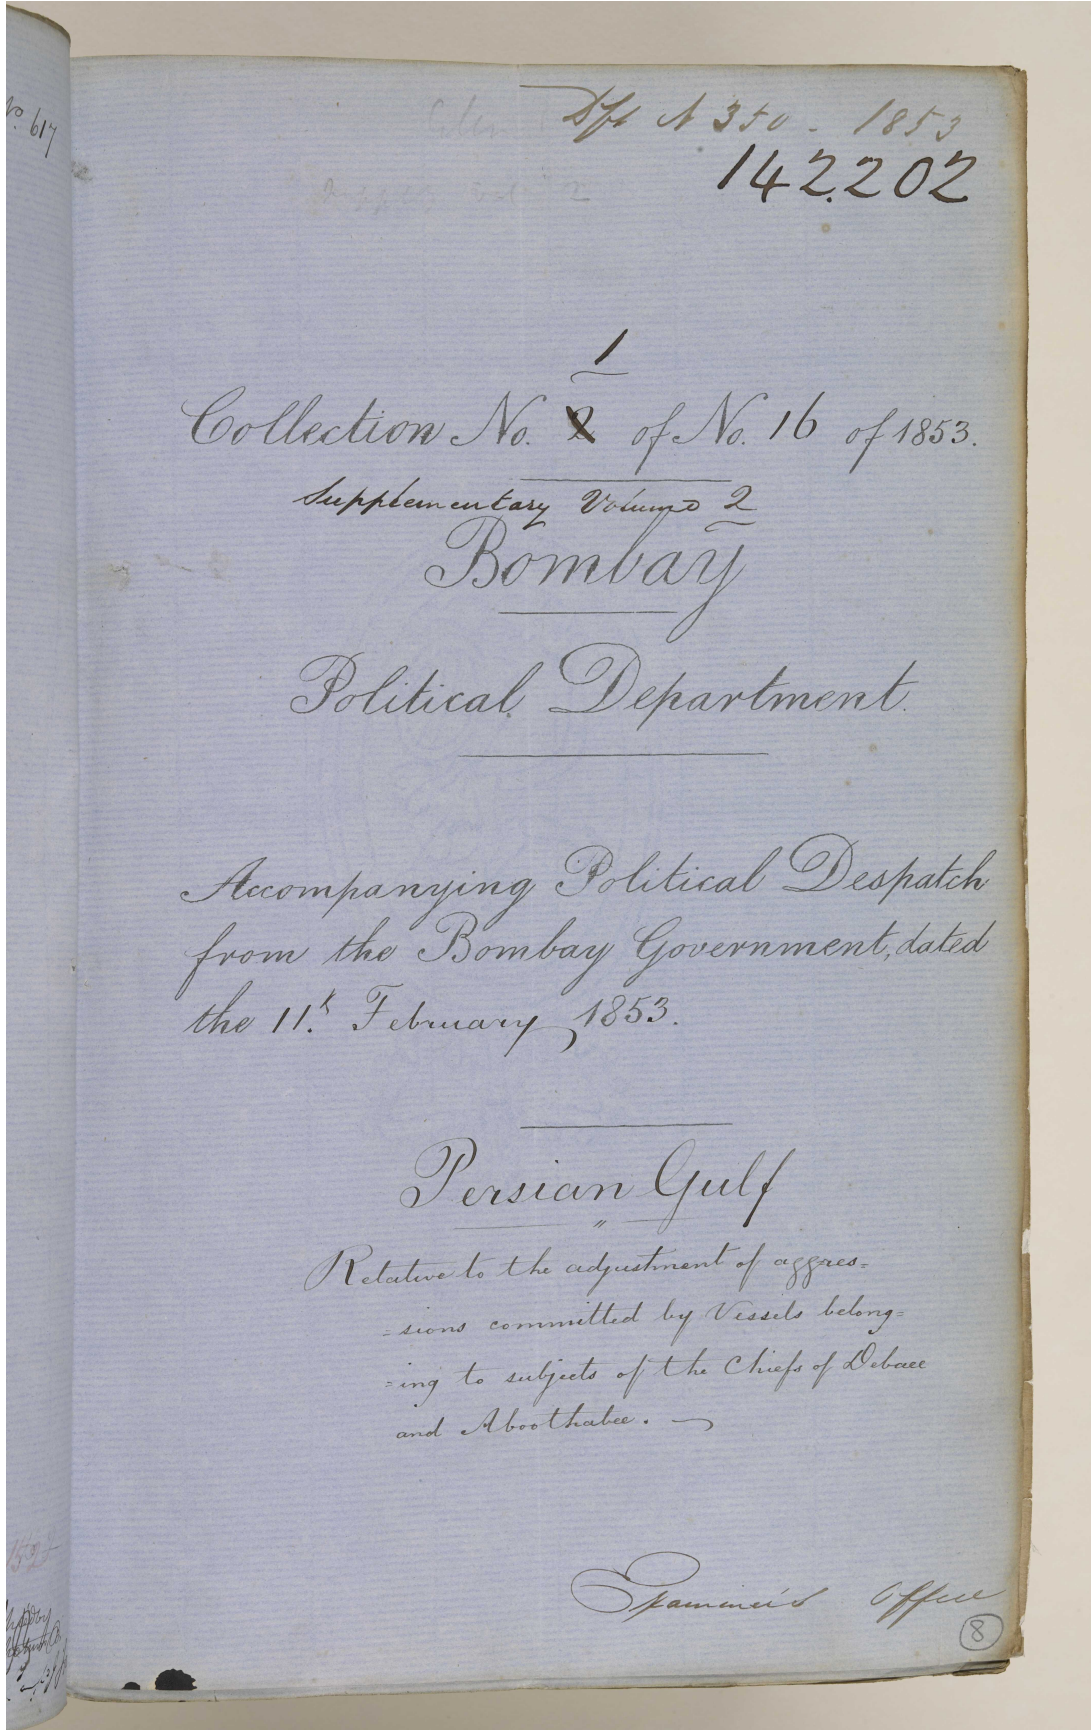 No. 617
Dft N 350 - 1853
142.202
1
Collection No. 2 of No. 16 of 1853.
Supplementary Volume 2
Bombay
Political Department.
Accompanying Political Despatch
from the Bombay Government, dated
the 11th. February, 1853.
Persian Gulf
"
Relative to the adjustment of aggres=
=sions committed by Vessels belong=
=ing to subjects of the Chiefs of Debaee
and Aboothabee.
Examiner's Office
8